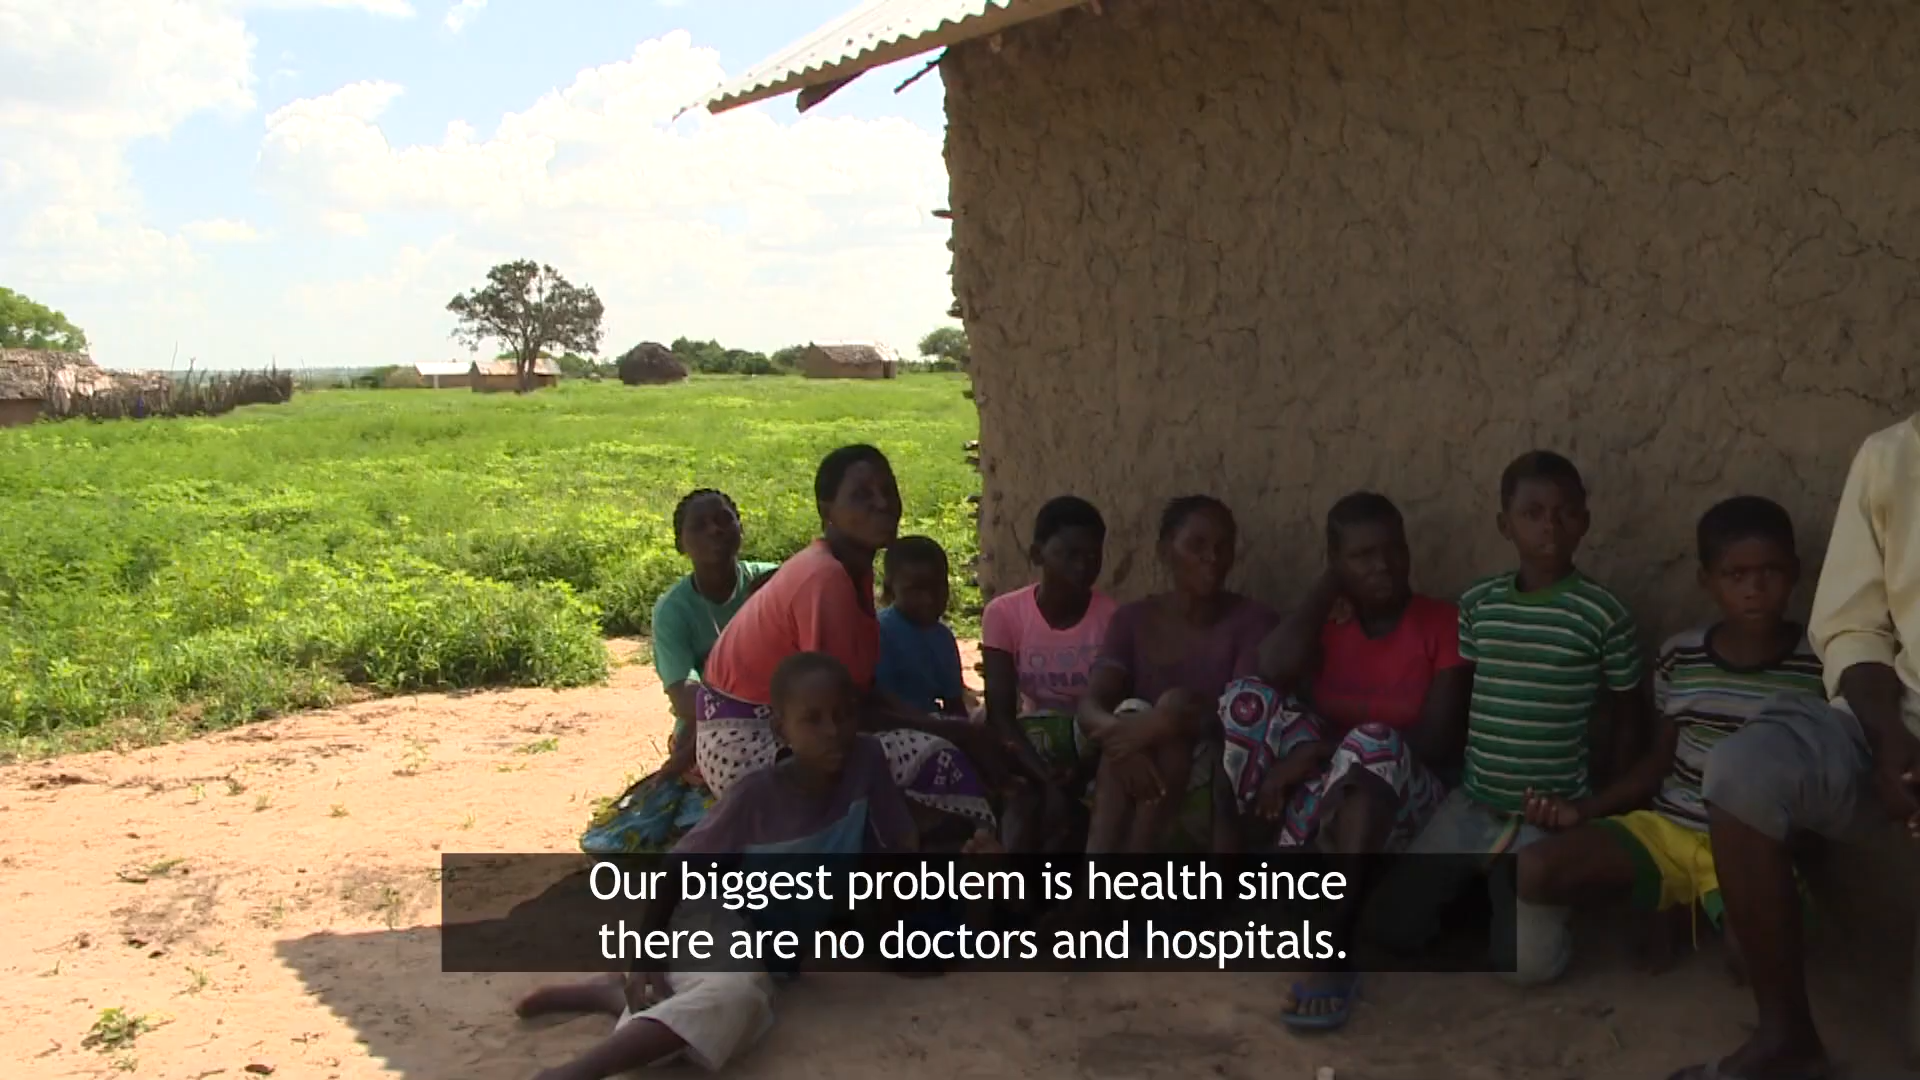 Our biggest problem is health since
there are no doctors and hospitals.